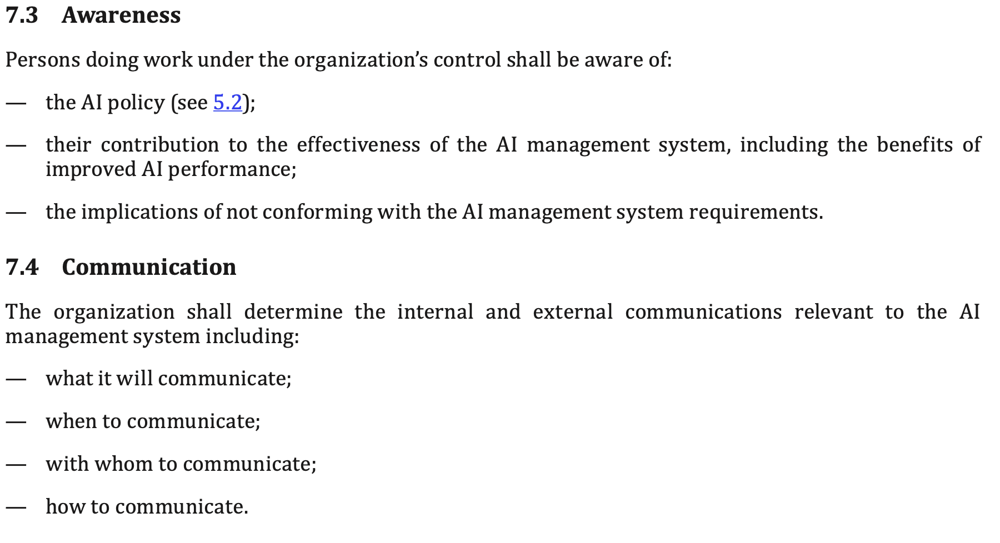 7.3 Awareness
Persons doing work under the organization’s control shall be aware of:
— the AI policy (see 5.2);
— their contribution to the effectiveness of the AI management system, including the benefits of
improved AI performance;
— the implications of not conforming with the AI management system requirements.
7.4 Communication
The organization shall determine the internal and external communications relevant to the AI
management system including:
— what it will communicate;
— when to communicate;
— with whom to communicate;
— how to communicate.